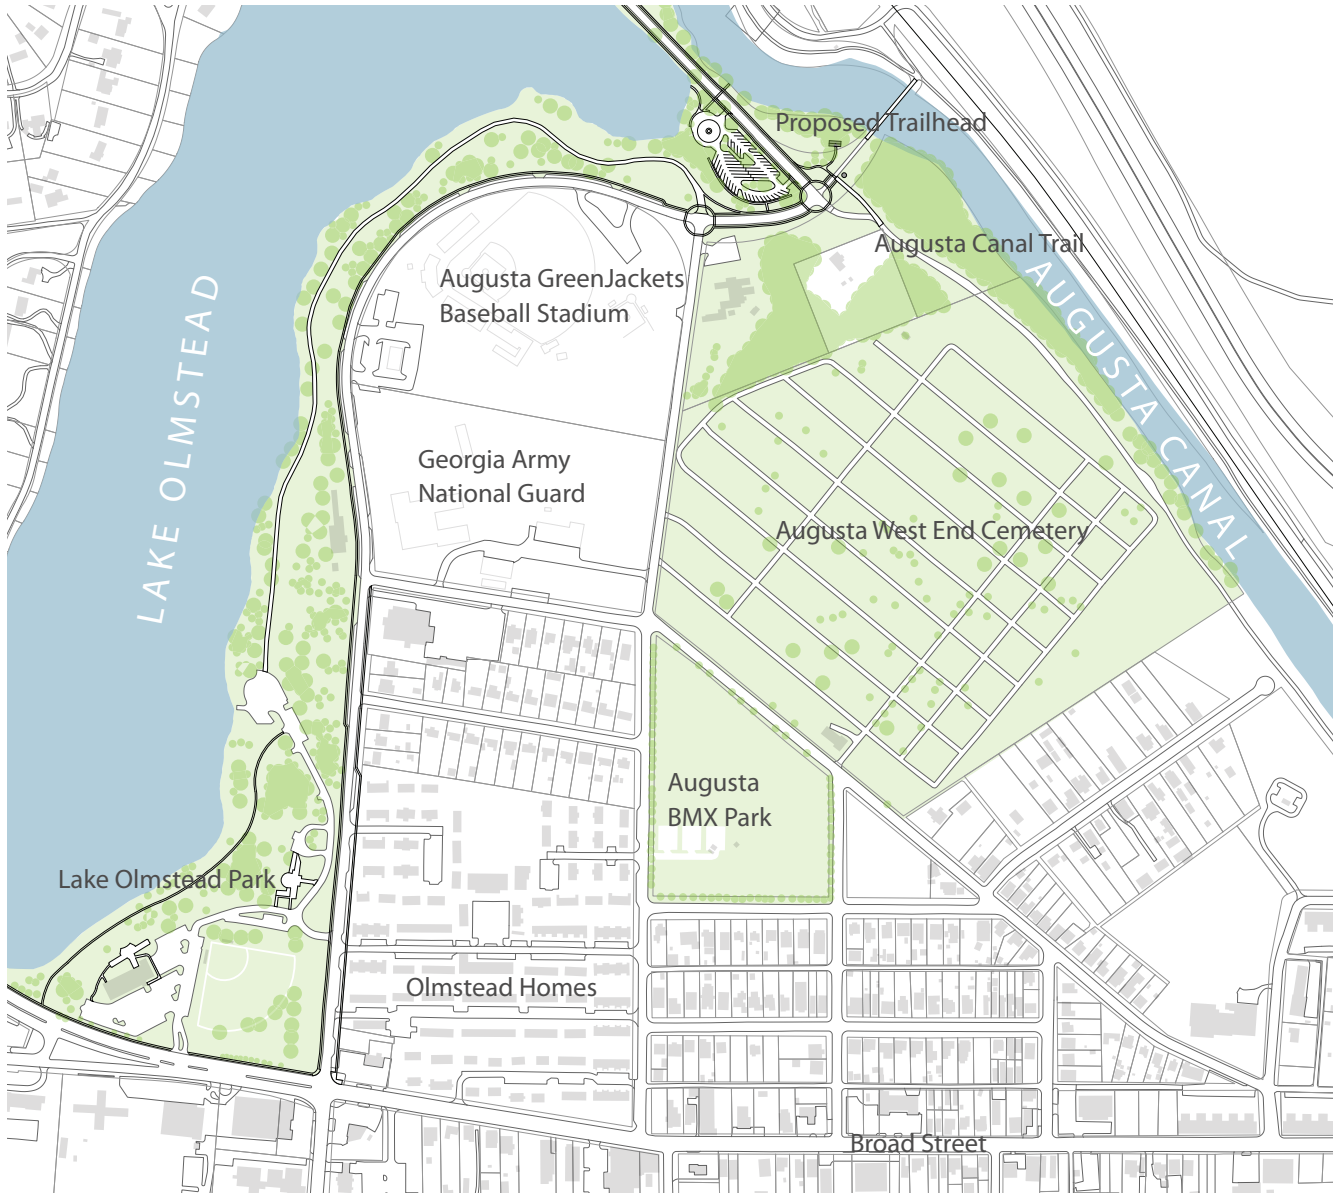 Proposed Trailhead
Augusta Canal Trail
Augusta GreenJackets
Baseball Stadium
AUGUSTA CANAL
LAKE OLMSTEAD
Georgia Army
National Guard
Augusta West End Cemetery
Augusta
BMX Park
Lake Olmstead Park
Olmstead Homes
Broad Street